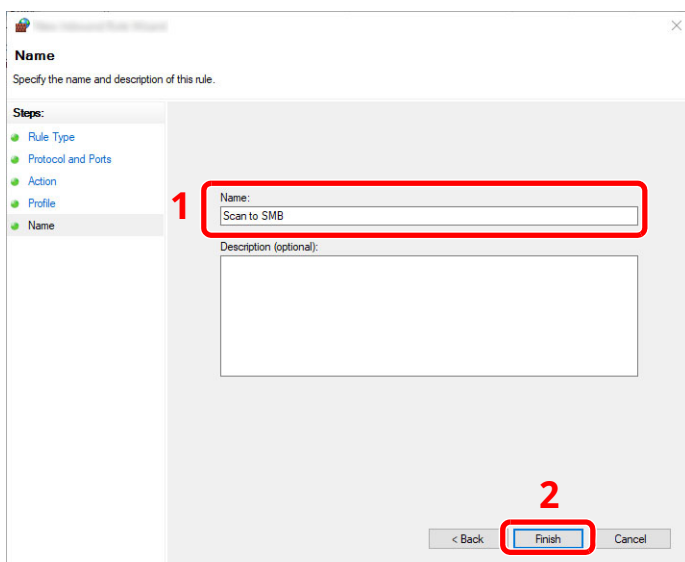 Name
Specify the name and description of this rule.
Steps:
Rule Type
Protocol and Ports
Action
Profile
Name
1
Name:
Scan to SMB
Description (optional):
2
< Back
Finish
Cancel